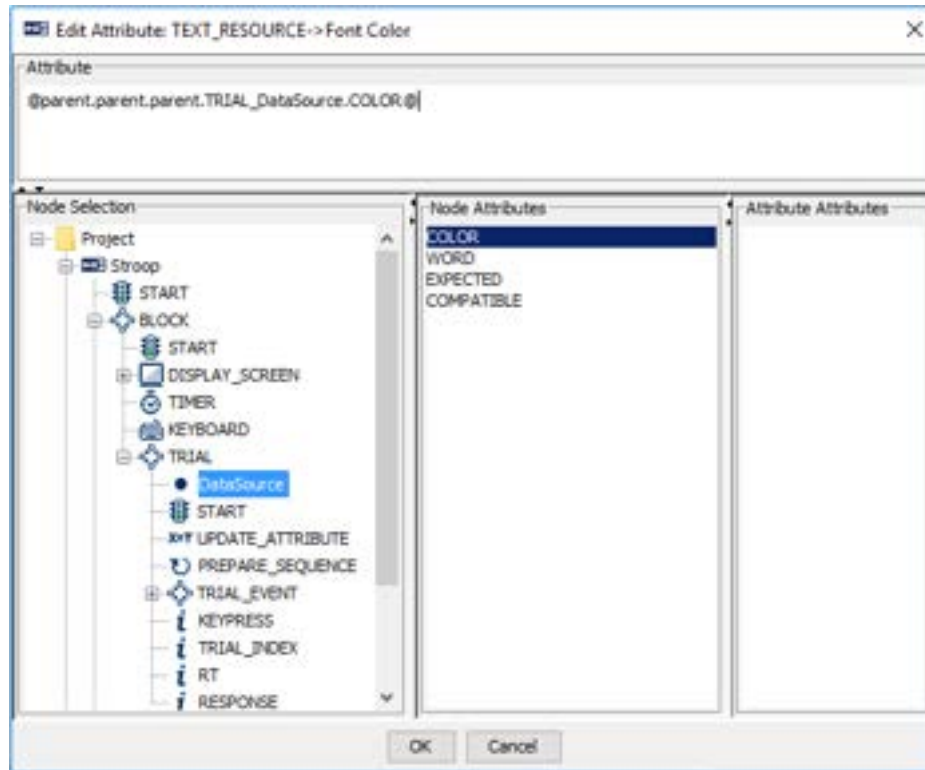 Edit Attribute: TEXT_RESOURCE->Font Color
Attribute
@parent.parent.parent.TRIAL_DataSource.COLOR@
Node Selection
Project
Stroop
START
BLOCK
START
DISPLAY_SCREEN
TIMER
KEYBOARD
TRIAL
DataSource
START
UPDATE_ATTRIBUTE
PREPARE_SEQUENCE
TRIAL_EVENT
KEYPRESS
TRIAL_INDEX
RT
RESPONSE
Node Attributes
COLOR
WORD
EXPECTED
COMPATIBLE
Attribute Attributes
OK
Cancel